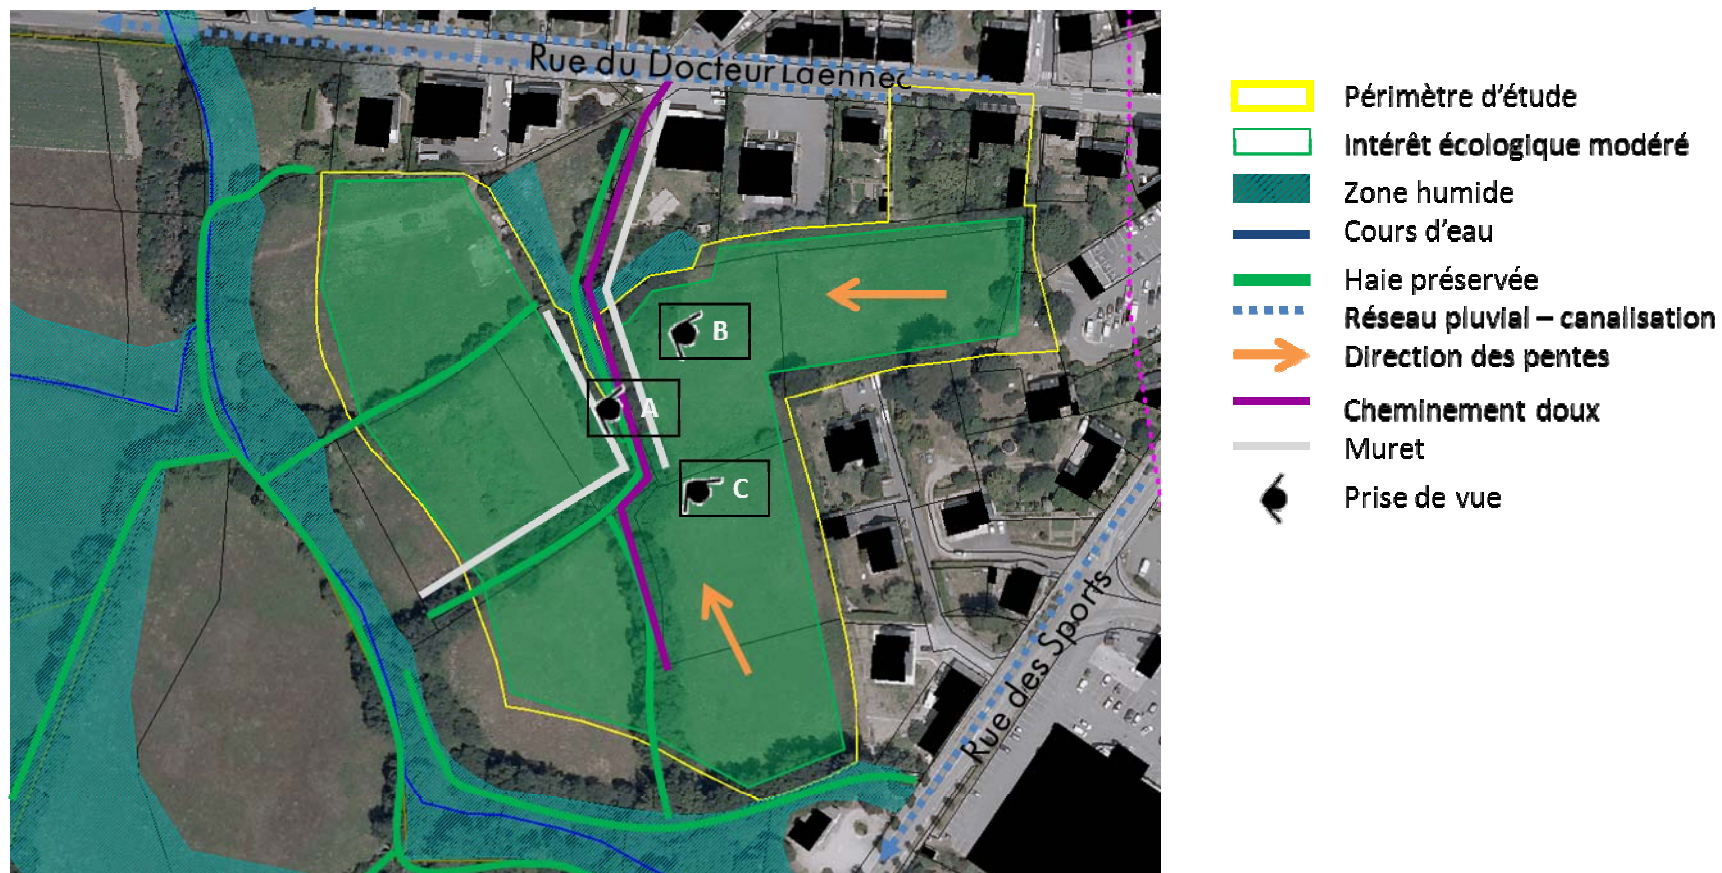 Rue du Docteur Laennec
B
A
C
Rue des Sports
Périmètre d'étude
Intérêt écologique modéré
Zone humide
Cours d'eau
Haie préservée
Réseau pluvial – canalisation
Direction des pentes
Cheminement doux
Muret
Prise de vue